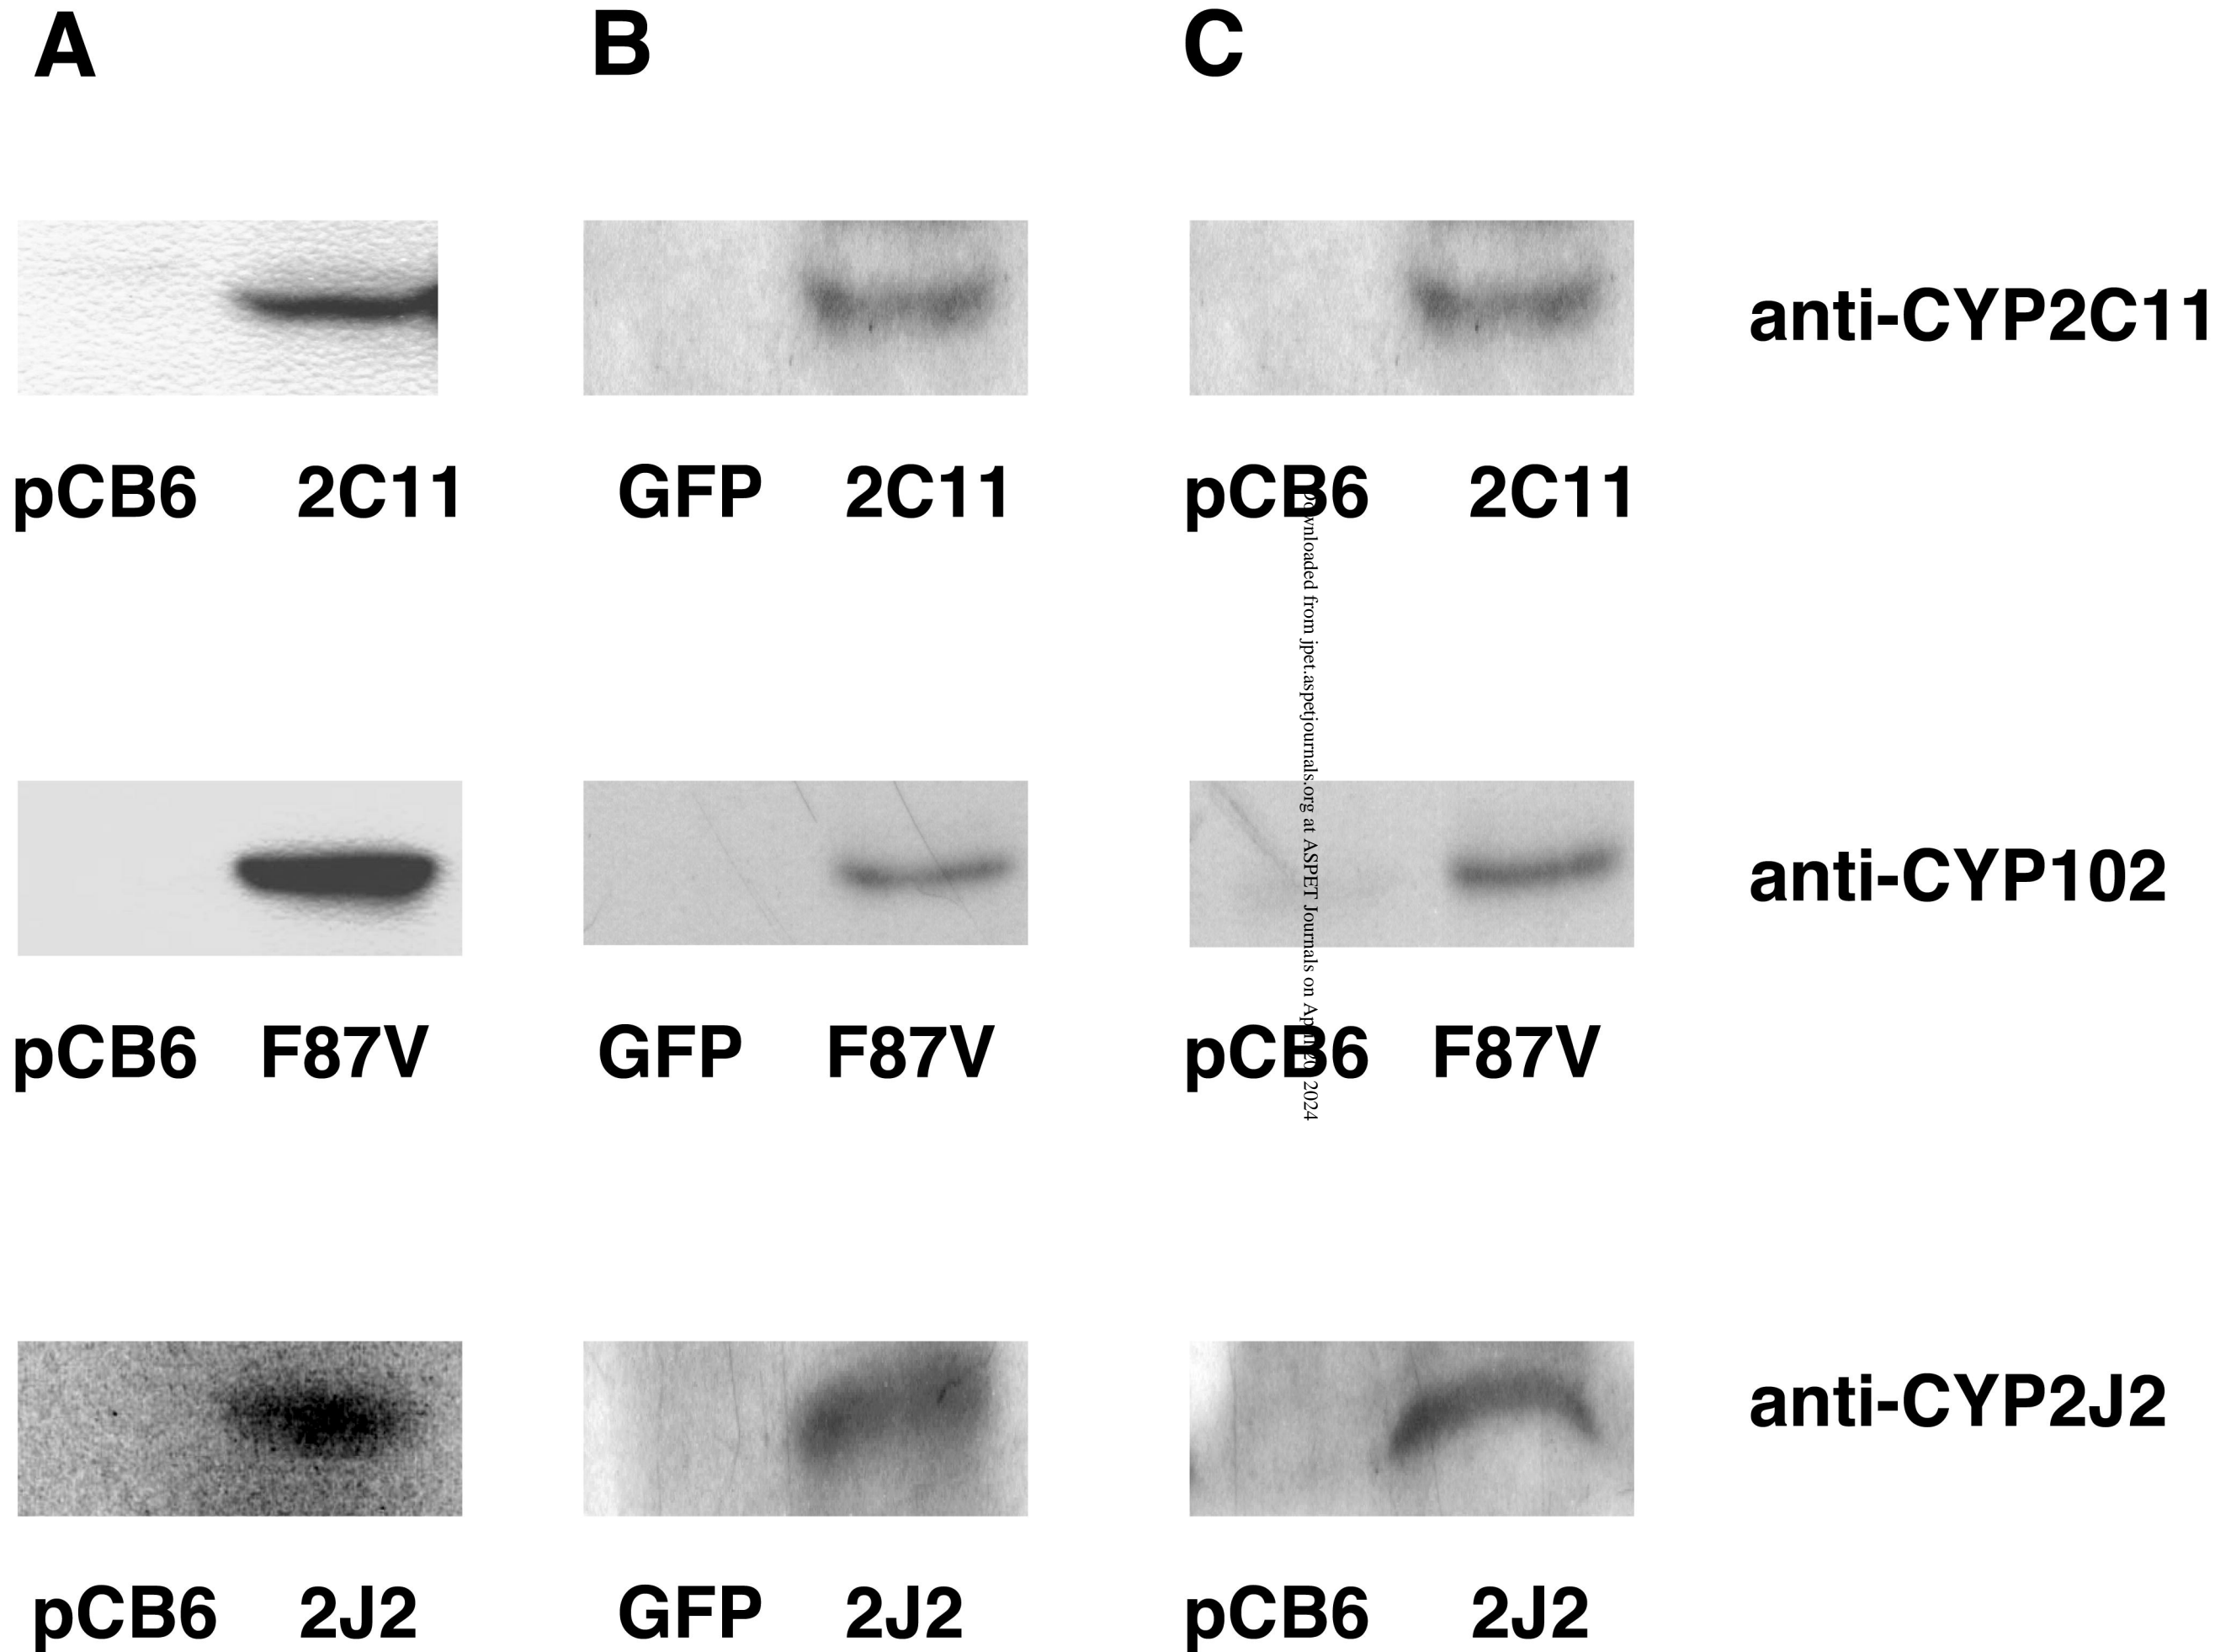 A B C
anti-CYP2C11
pCB6 2C11 GFP 2C11 pCB6 2C11
anti-CYP102
pCB6 F87V GFP F87V pCB6 F87V
anti-CYP2J2
pCB6 2J2 GFP 2J2 pCB6 2J2
Downloaded from jpet.aspetjournals.org at ASPET Journals on 2024